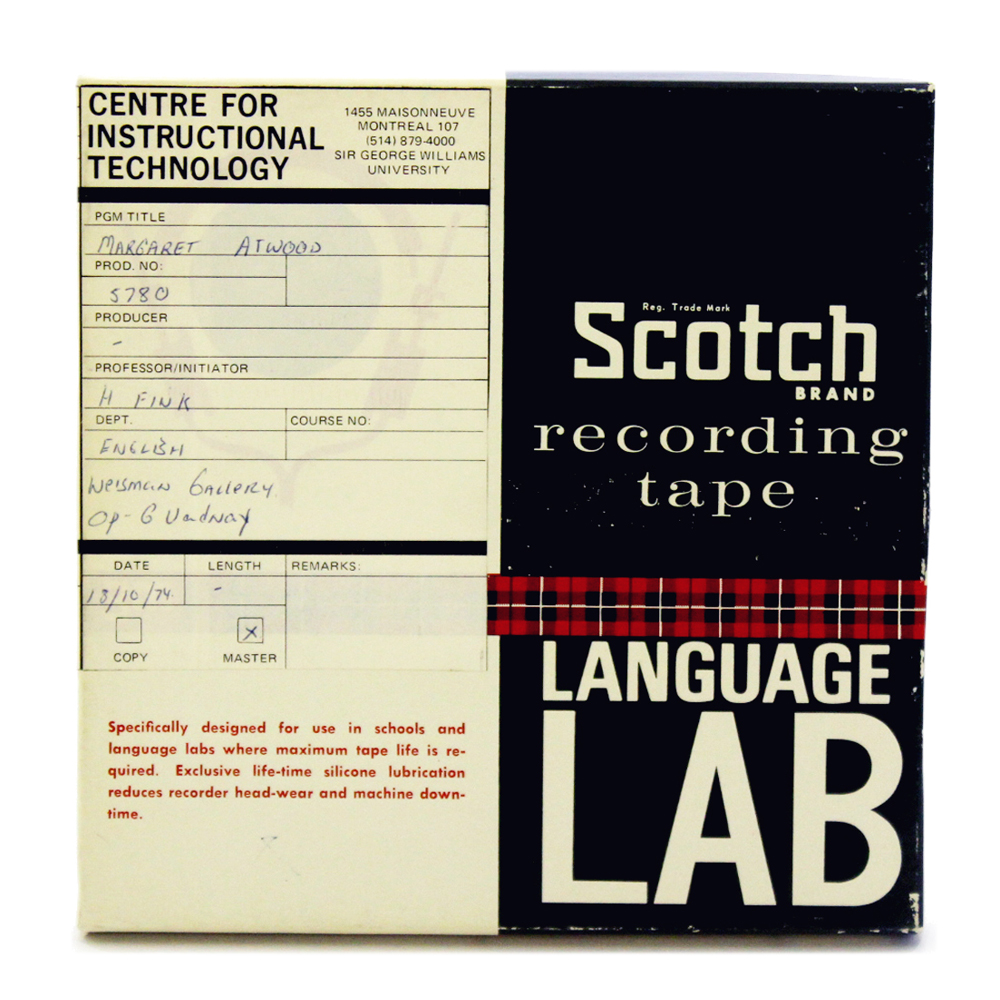 CENTRE FOR
INSTRUCTIONAL
TECHNOLOGY
1455 MAISONNEUVE
MONTREAL 107
(514) 879-4000
SIR GEORGE WILLIAMS
UNIVERSITY
PGM TITLE
MARGARET ATWOOD
PROD. NO:
5780
PRODUCER
-
PROFESSOR/INITIATOR
H FINK
DEPT.
COURSE NO:
ENGLISH
WEISMAN GALLERY
OP - G
DATE
LENGTH
REMARKS:
18/10/74.
-
x
COPY
MASTER
Specifically designed for use in schools and
language labs where maximum tape life is re-
quired. Exclusive life-time silicone lubrication
reduces recorder head-wear and machine down-
time.
Reg. Trade Mark
Scotch
BRAND
recording
tape
LANGUAGE
LAB